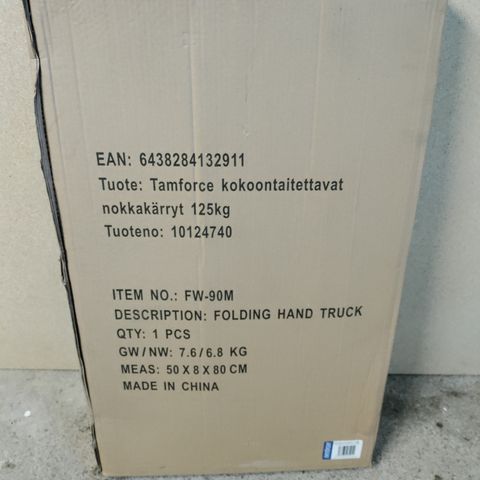 EAN: 6438284132911
Tuote: Tamforce kokoontaitettavat
nokkakärryt 125kg
Tuoteno: 10124740
ITEM NO.: FW-90M
DESCRIPTION: FOLDING HAND TRUCK
QTY: 1 PCS
GW/NW: 7.6/6.8 KG
MEAS: 50 X 8 X 80 CM
MADE IN CHINA